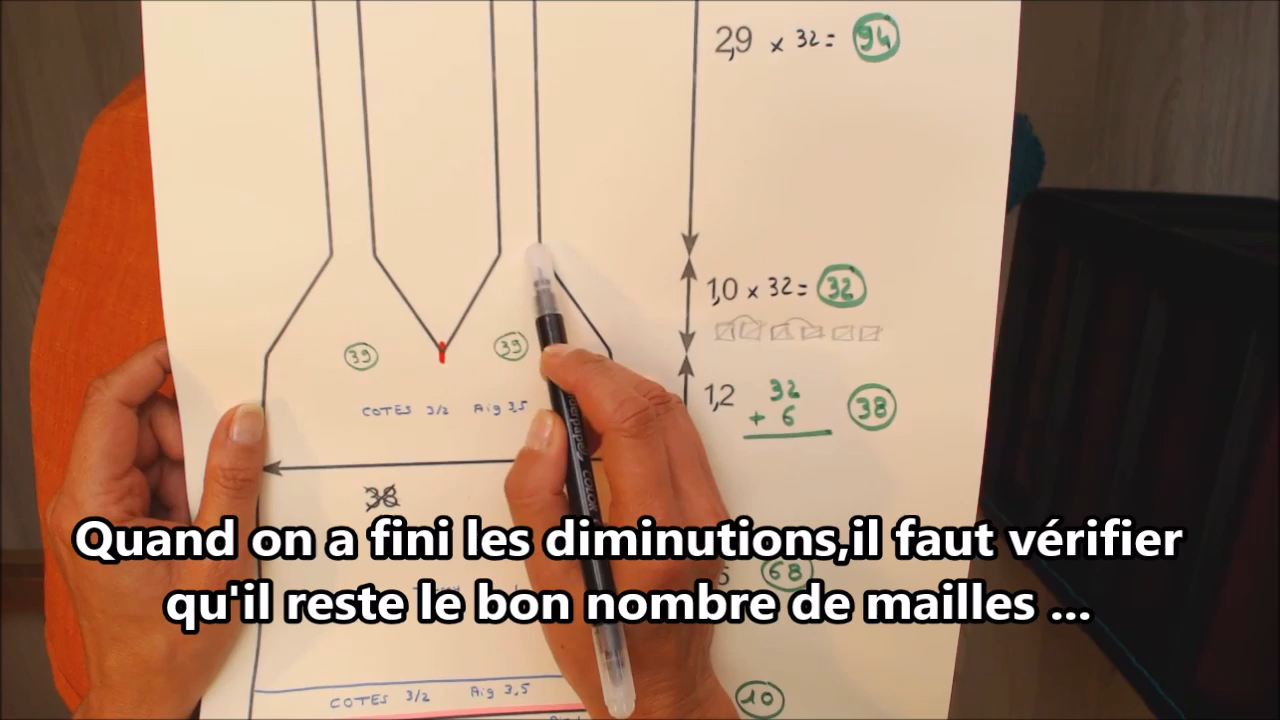 2,9 x 32 = 94
1,0 x 32 = 32
39
39
1,2
32
+ 6
38
COTES 3/2 Aig 3,5
38
Quand on a fini les diminutions,il faut vérifier
68
qu'il reste le bon nombre de mailles ...
COTES 3/2 Aig 3,5
10